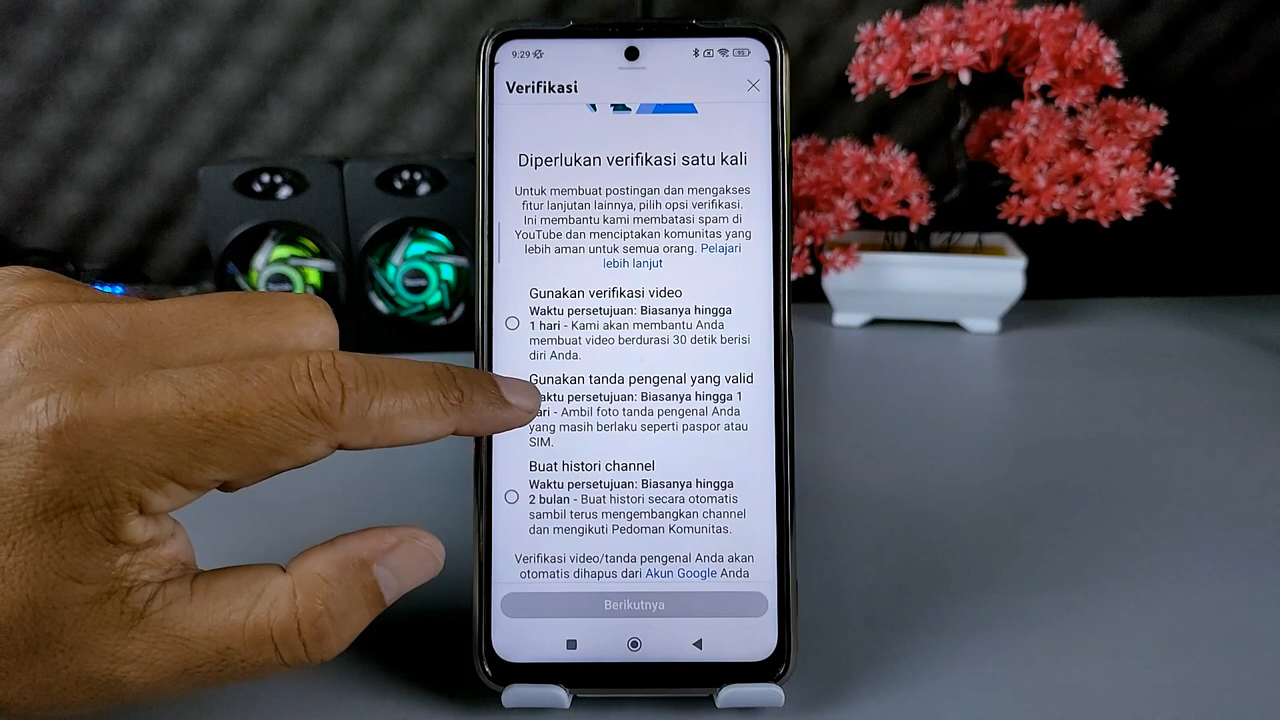 9:29
95
Verifikasi
Diperlukan verifikasi satu kali
Untuk membuat postingan dan mengakses
fitur lanjutan lainnya, pilih opsi verifikasi.
Ini membantu kami membatasi spam di
YouTube dan menciptakan komunitas yang
lebih aman untuk semua orang. Pelajari
lebih lanjut
Gunakan verifikasi video
Waktu persetujuan: Biasanya hingga
1 hari - Kami akan membantu Anda
membuat video berdurasi 30 detik berisi
diri Anda.
Gunakan tanda pengenal yang valid
aktu persetujuan: Biasanya hingga 1
ari - Ambil foto tanda pengenal Anda
yang masih berlaku seperti paspor atau
SIM.
Buat histori channel
Waktu persetujuan: Biasanya hingga
2 bulan - Buat histori secara otomatis
sambil terus mengembangkan channel
dan mengikuti Pedoman Komunitas.
Verifikasi video/tanda pengenal Anda akan
otomatis dihapus dari Akun Google Anda
Berikutnya